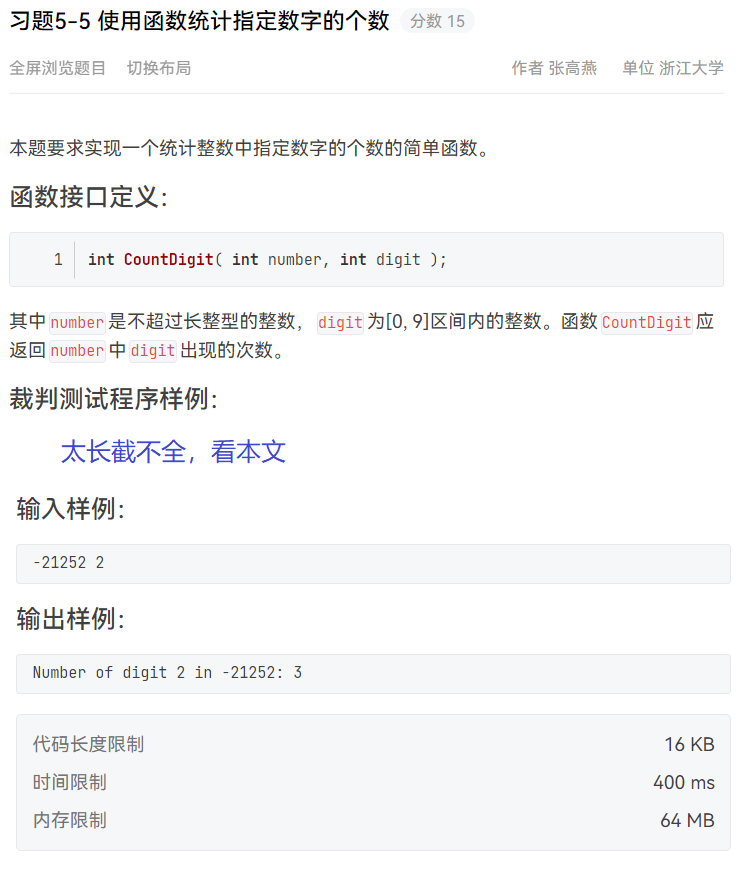 习题5-5 使用函数统计指定数字的个数 分数 15
全屏浏览题目 切换布局 作者 张高燕 单位 浙江大学
本题要求实现一个统计整数中指定数字的个数的简单函数。
函数接口定义：
1 int CountDigit( int number, int digit );
其中number是不超过长整型的整数，digit为[0, 9]区间内的整数。函数CountDigit应
返回number中digit出现的次数。
裁判测试程序样例：
太长截不全，看本文
输入样例：
-21252 2
输出样例：
Number of digit 2 in -21252: 3
代码长度限制 16 KB
时间限制 400 ms
内存限制 64 MB